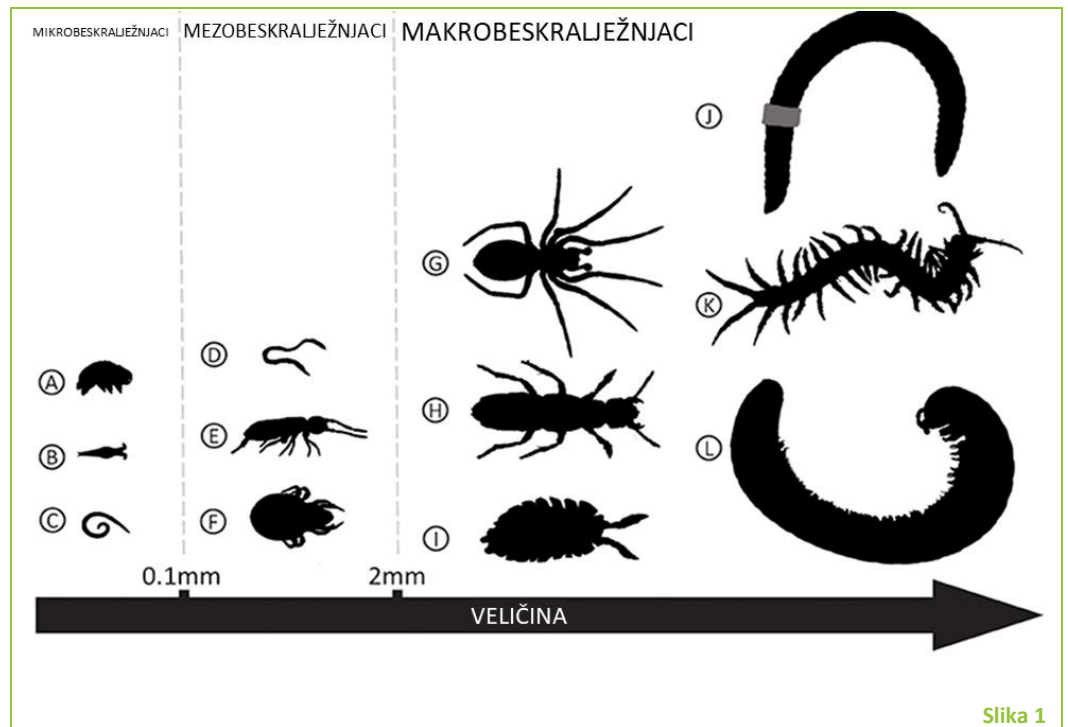 MIKROBESKRALJEŽNJACI
MEZOBESKRALJEŽNJACI
MAKROBESKRALJEŽNJACI
J
G
K
D
A
H
E
B
L
F
C
I
0.1mm
2mm
VELIČINA
Slika 1